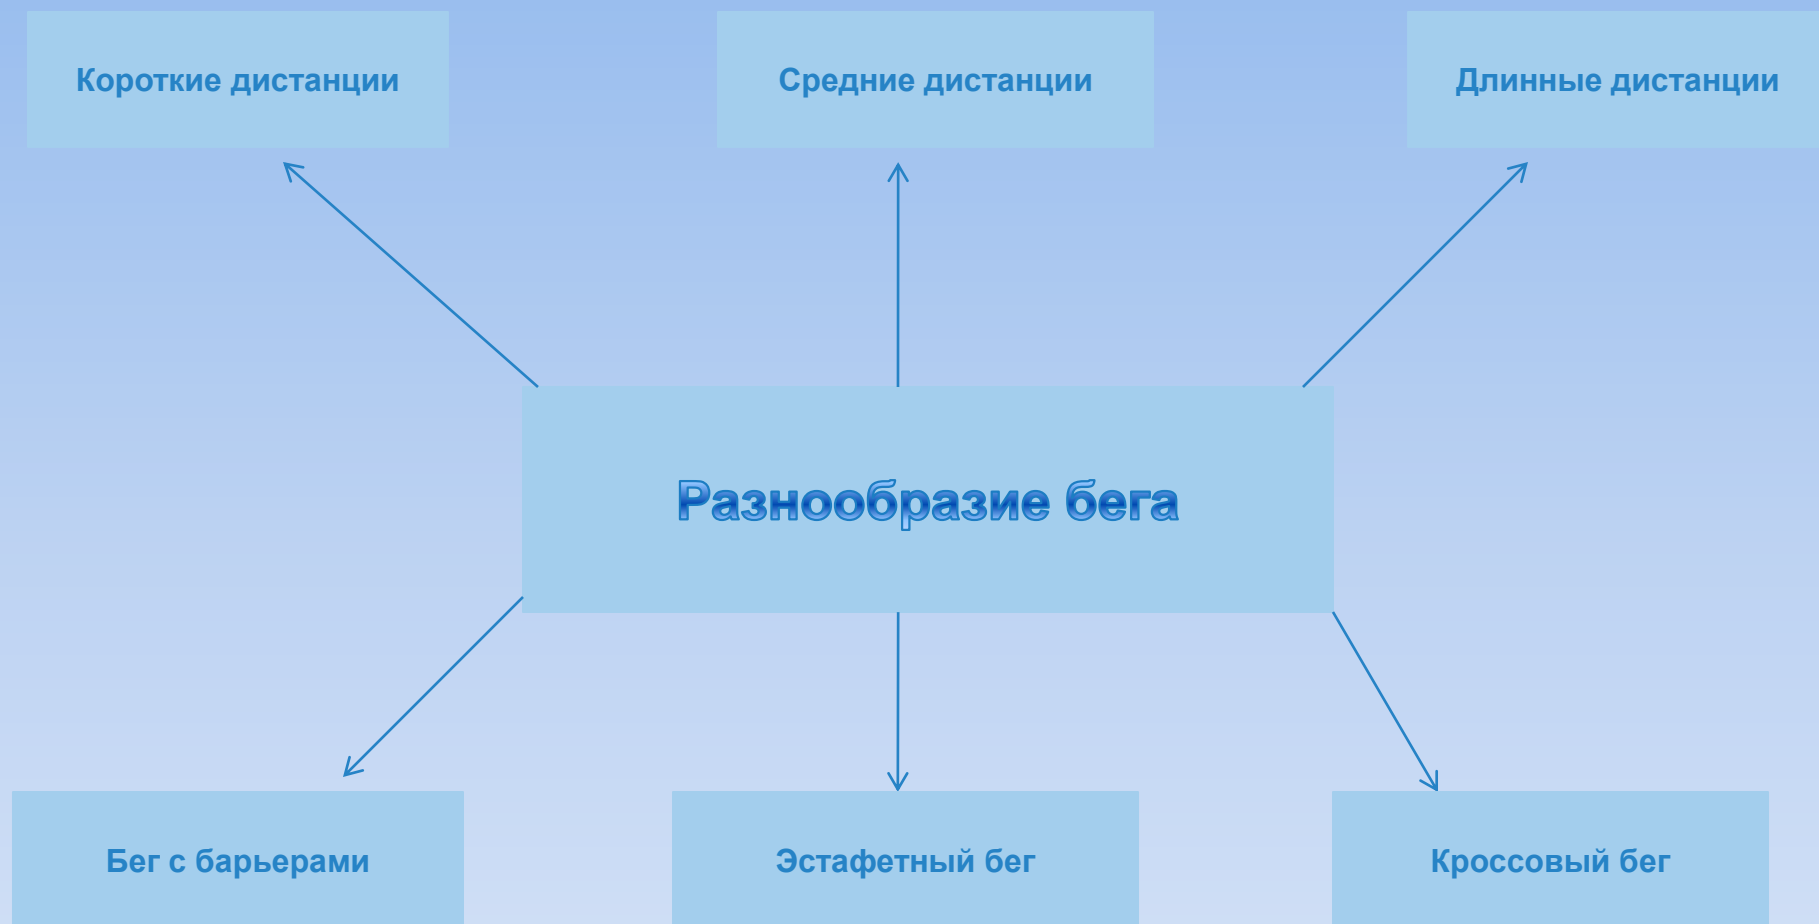 Короткие дистанции
Средние дистанции
Длинные дистанции
Разнообразие бега
Бег с барьерами
Эстафетный бег
Кроссовый бег